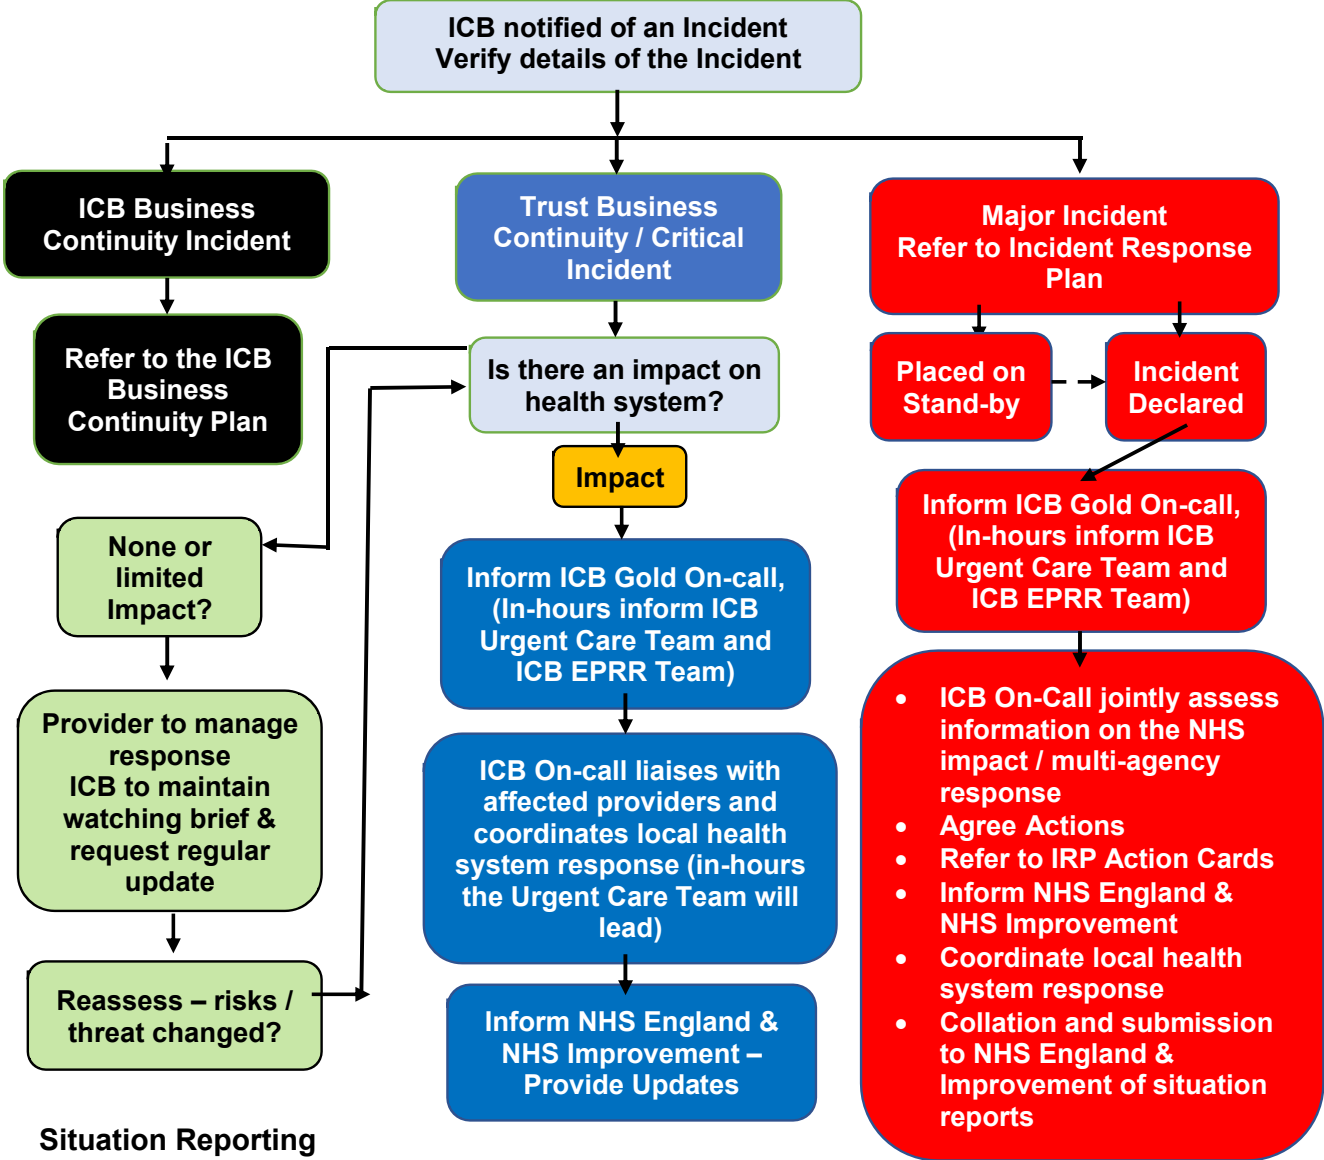 ICB notified of an Incident
Verify details of the Incident
ICB Business
Continuity Incident
Trust Business
Continuity / Critical
Incident
Major Incident
Refer to Incident Response
Plan
Refer to the ICB
Business
Continuity Plan
Is there an impact on
health system?
Placed on
Stand-by
Incident
Declared
Impact
None or
limited
Impact?
Inform ICB Gold On-call,
(In-hours inform ICB
Urgent Care Team and
ICB EPRR Team)
Inform ICB Gold On-call,
(In-hours inform ICB
Urgent Care Team and
ICB EPRR Team)
Provider to manage
response
ICB to maintain
watching brief &
request regular
update
ICB On-call liaises with
affected providers and
coordinates local health
system response (in-hours
the Urgent Care Team will
lead)
• ICB On-Call jointly assess
information on the NHS
impact / multi-agency
response
• Agree Actions
• Refer to IRP Action Cards
• Inform NHS England &
NHS Improvement
• Coordinate local health
system response
• Collation and submission
to NHS England &
Improvement of situation
reports
Reassess – risks /
threat changed?
Inform NHS England &
NHS Improvement –
Provide Updates
Situation Reporting